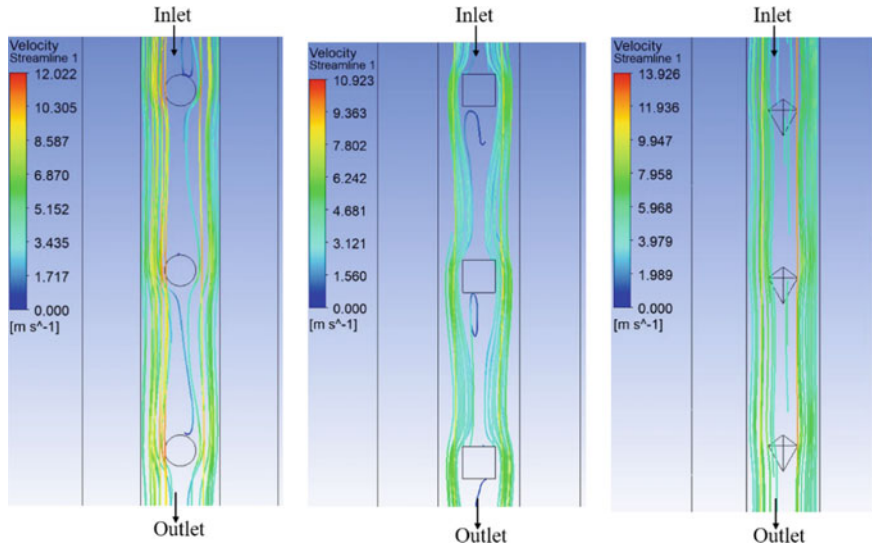 Inlet
Velocity
Streamline 1
12.022
10.305
8.587
6.870
5.152
3.435
1.717
0.000
[m s^-1]
Outlet
Inlet
Velocity
Streamline 1
10.923
9.363
7.802
6.242
4.681
3.121
1.560
0.000
[m s^-1]
Outlet
Inlet
Velocity
Streamline 1
13.926
11.936
9.947
7.958
5.968
3.979
1.989
0.000
[m s^-1]
Outlet